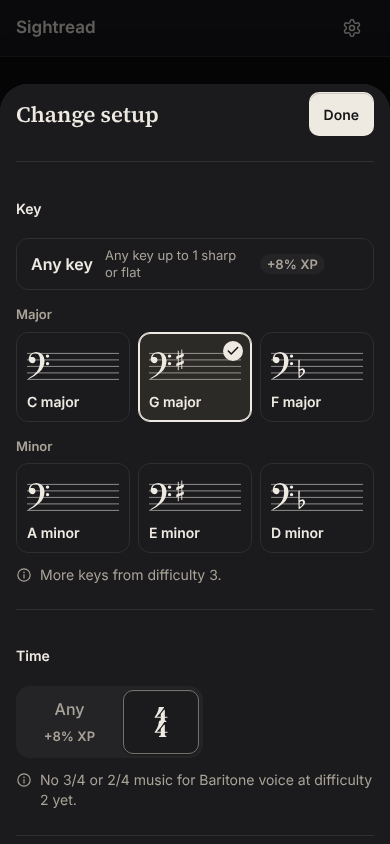 Sightread
Change setup
Done
Key
Any key
Any key up to 1 sharp
or flat
+8% XP
Major
C major
G major
F major
Minor
A minor
E minor
D minor
More keys from difficulty 3.
Time
Any
+8% XP
4
4
No 3/4 or 2/4 music for Baritone voice at difficulty
2 yet.